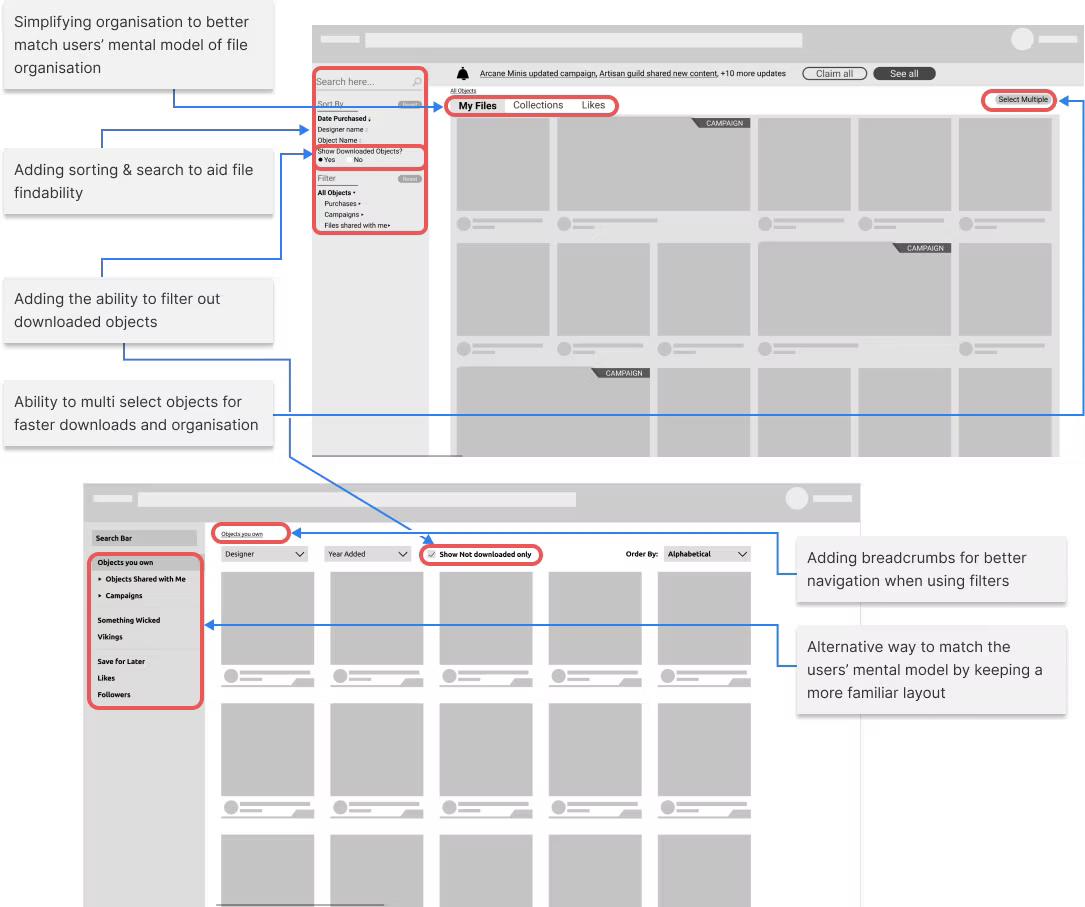 Simplifying organisation to better
match users’ mental model of file
organisation
Adding sorting & search to aid file
findability
Adding the ability to filter out
downloaded objects
Ability to multi select objects for
faster downloads and organisation
Search here...
Sort By
Reset
Date Purchased
Designer name
Object Name
Show Downloaded Objects?
Yes No
Filter
Reset
All Objects
Purchases
Campaigns
Files shared with me
Arcane Minis updated campaign, Artisan guild shared new content, +10 more updates
Claim all
See all
All Objects
My Files Collections Likes
Select Multiple
CAMPAIGN
CAMPAIGN
CAMPAIGN
Search Bar
Objects you own
Objects Shared with Me
Campaigns
Something Wicked
Vikings
Save for Later
Likes
Followers
Objects you own
Designer
Year Added
Show Not downloaded only
Order By: Alphabetical
Adding breadcrumbs for better
navigation when using filters
Alternative way to match the
users’ mental model by keeping a
more familiar layout